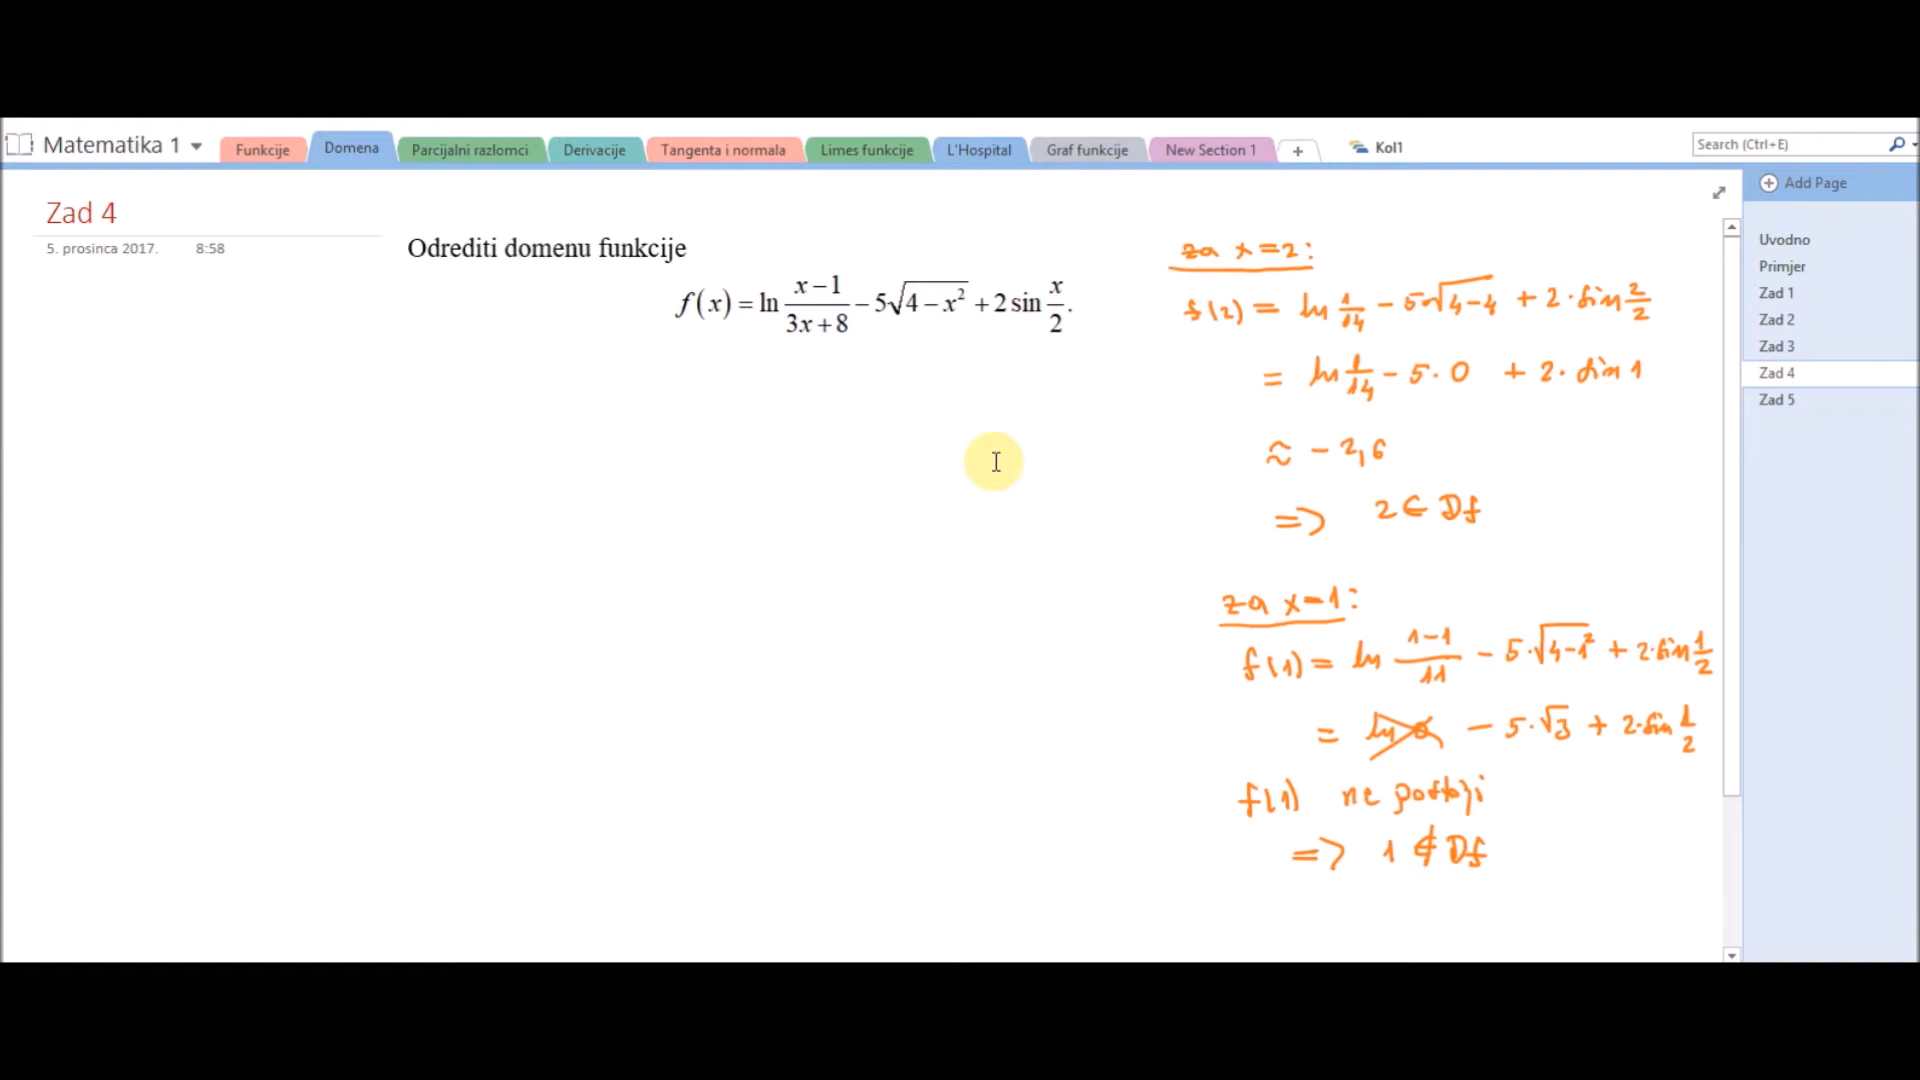 Matematika 1
Funkcije
Domena
Parcijalni razlomci
Derivacije
Tangenta i normala
Limes funkcije
L'Hospital
Graf funkcije
New Section 1
+
Kol1
Search (Ctrl+E)
Add Page
Zad 4
5. prosinca 2017. 8:58
Odrediti domenu funkcije
f(x) = ln (x−1)/(3x+8) − 5√(4−x²) + 2 sin x/2.
Uvodno
Primjer
Zad 1
Zad 2
Zad 3
Zad 4
Zad 5
za x=2:
f(2) = ln 1/14 − 5√(4−4) + 2·sin 2/2
= ln 1/14 − 5·0 + 2·sin 1
≈ −2,6
=> 2 ∈ Df
za x=1:
f(1) = ln (1−1)/11 − 5·√(4−1²) + 2·sin 1/2
= ln 0 − 5·√3 + 2·sin 1/2
f(1) ne postoji
=> 1 ∉ Df